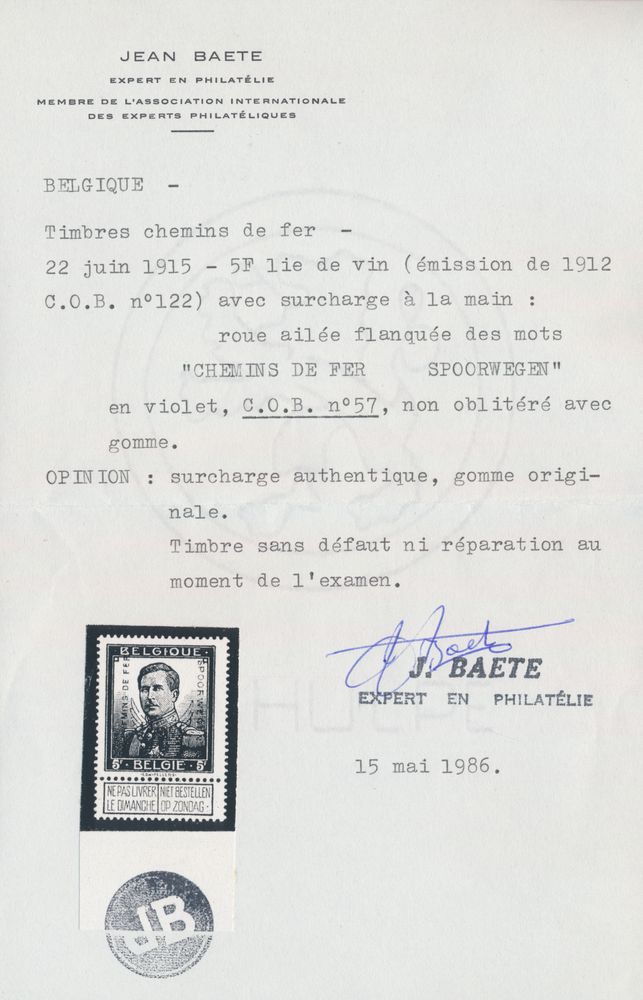 JEAN BAETE
EXPERT EN PHILATÉLIE
MEMBRE DE L'ASSOCIATION INTERNATIONALE
DES EXPERTS PHILATÉLIQUES
BELGIQUE -
Timbres chemins de fer -
22 juin 1915 - 5F lie de vin (émission de 1912
C.O.B. n°122) avec surcharge à la main :
roue ailée flanquée des mots
"CHEMINS DE FER SPOORWEGEN"
en violet, C.O.B. n°57, non oblitéré avec
gomme.
OPINION : surcharge authentique, gomme origi-
nale.
Timbre sans défaut ni réparation au
moment de l'examen.
J. Baete
J. BAETE
EXPERT EN PHILATÉLIE
15 mai 1986.
BELGIQUE
CHEMINS DE FER
SPOORWEGEN
5F · BELGIE · 5F
NE PAS LIVRER NIET BESTELLEN
LE DIMANCHE OP ZONDAG.
JB